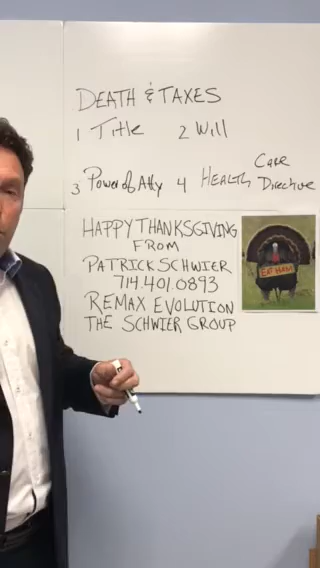 DEATH & TAXES
1 Title 2 Will
3 Power of Atty 4 HEALTH Care Directive
HAPPY THANKSGIVING
FROM
PATRICK SCHWIER
714.401.0893
REMAX EVOLUTION
THE SCHWIER GROUP
EAT HAM